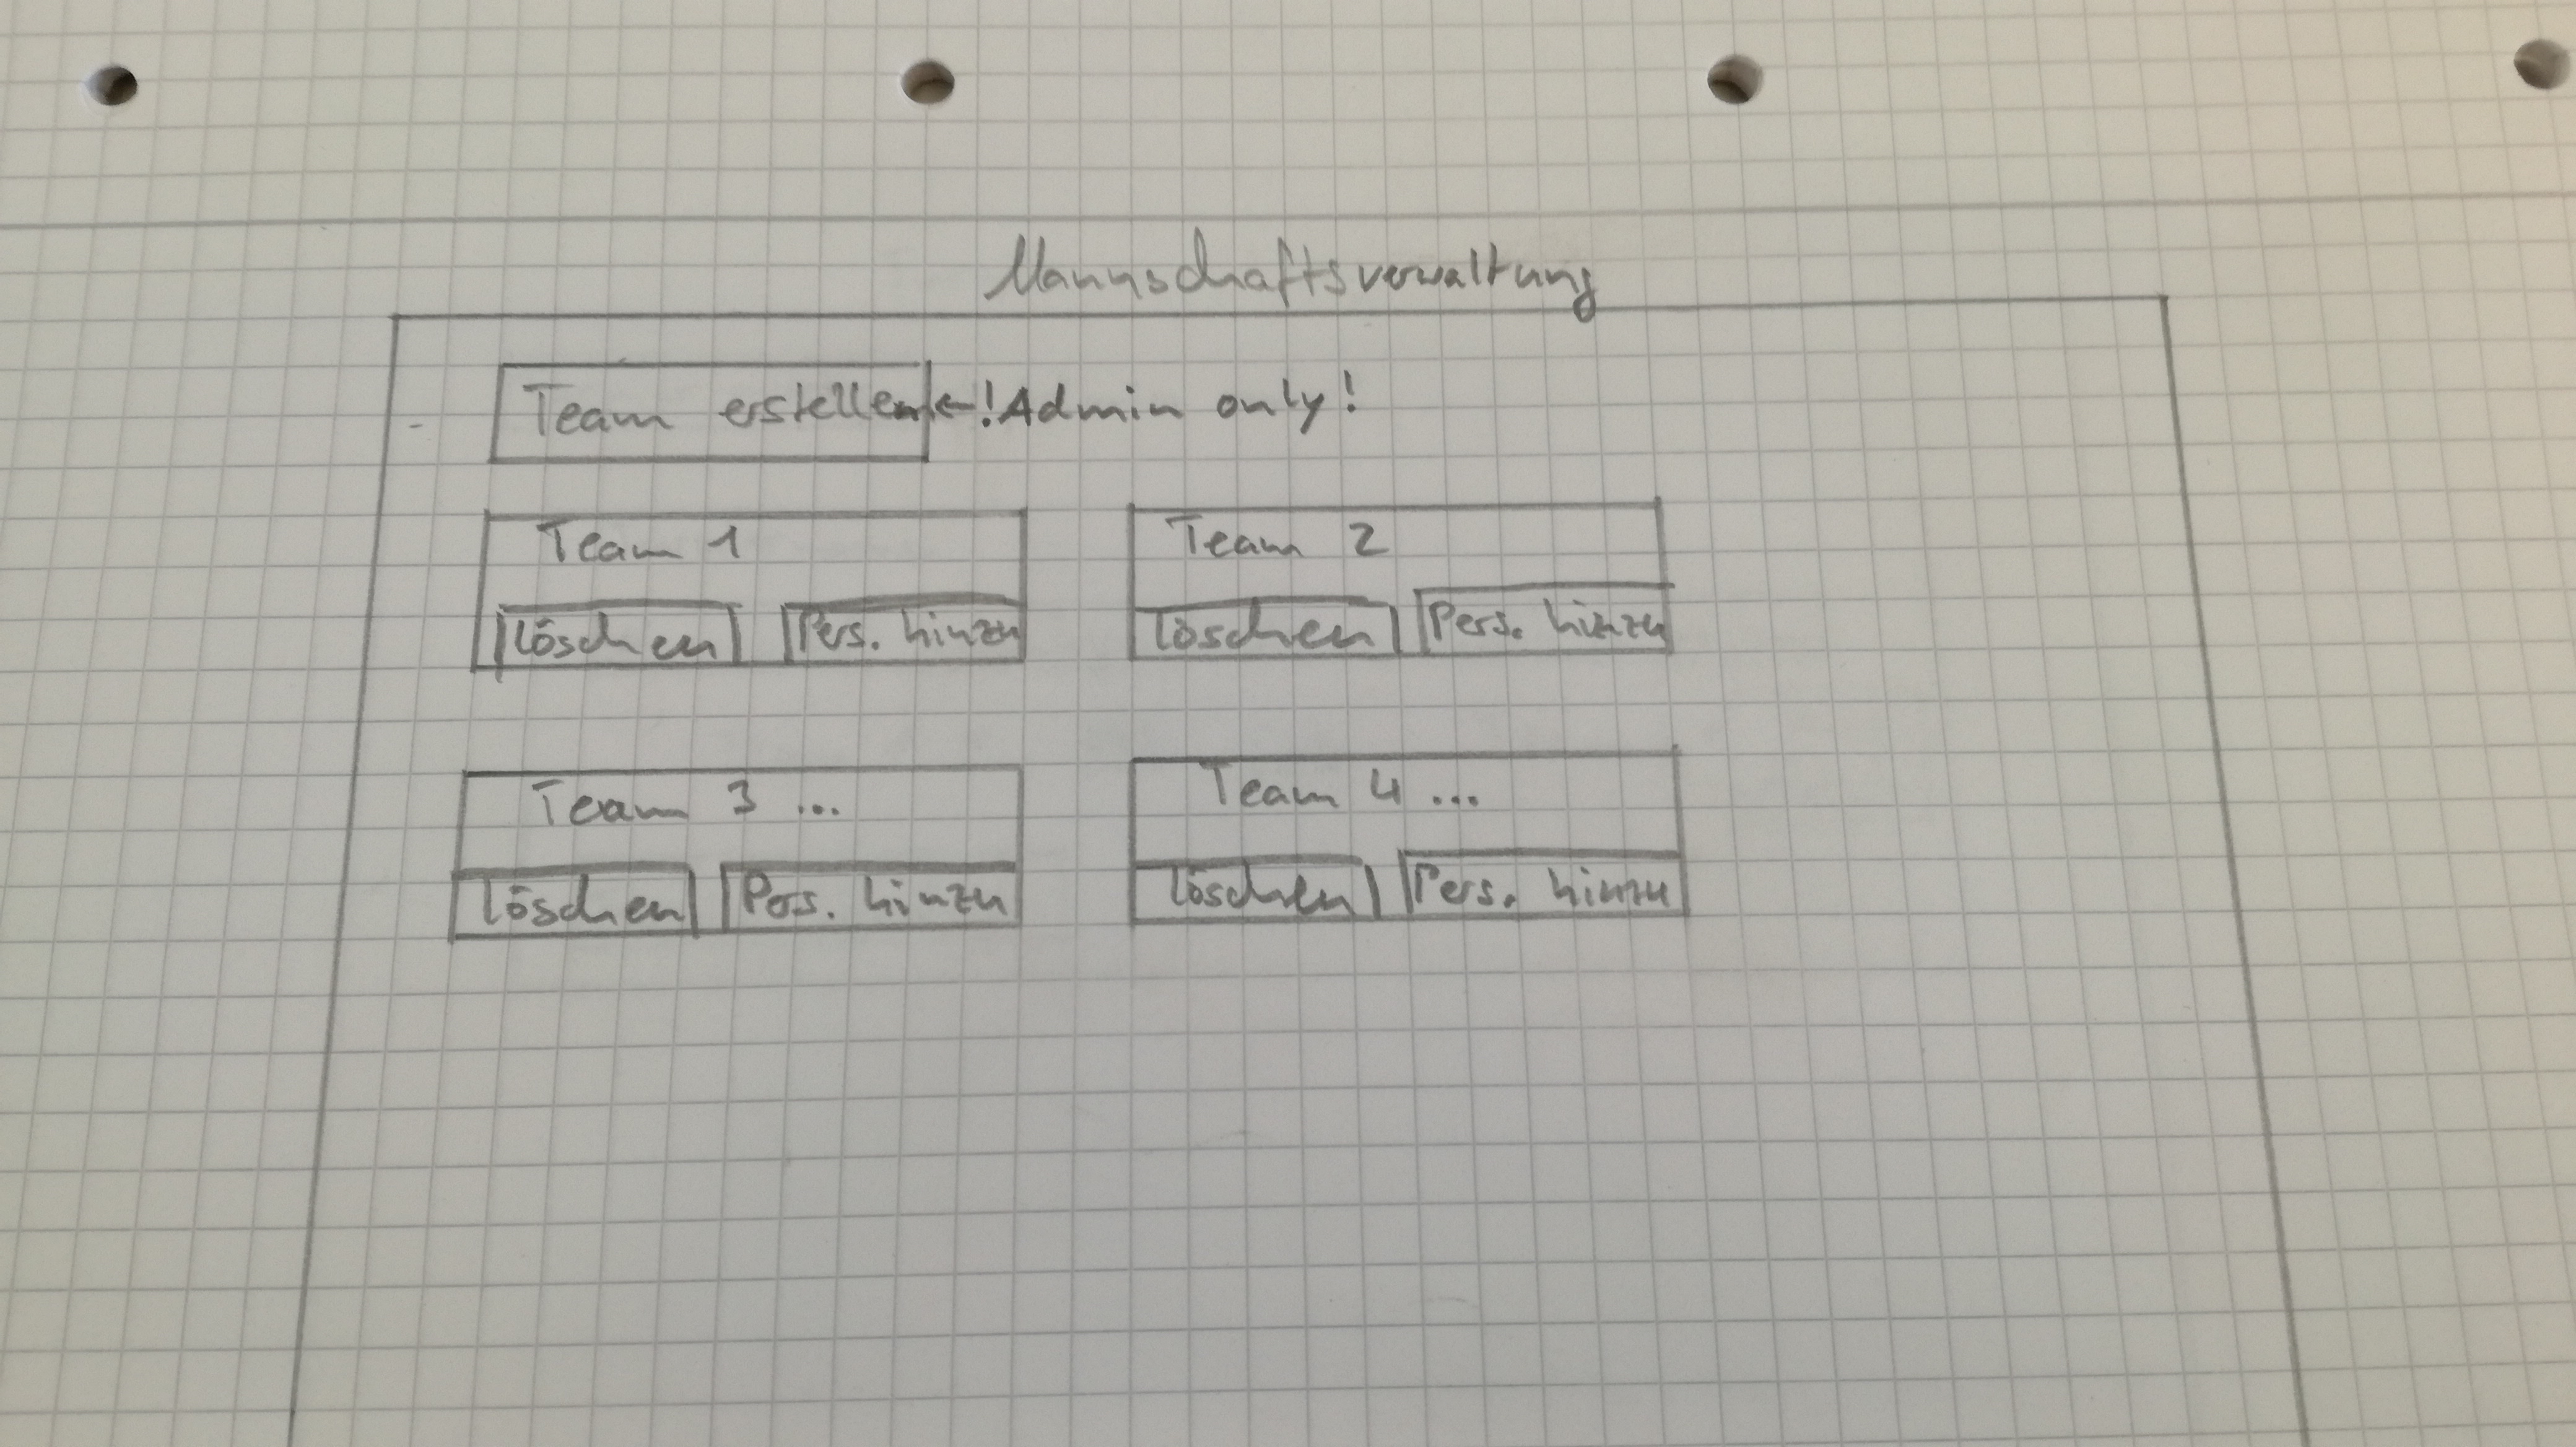 Mannschaftsverwaltung
Team erstellen ←!Admin only!
Team 1
löschen
Pers. hinzu
Team 2
löschen
Pers. hinzu
Team 3 ...
löschen
Pers. hinzu
Team 4 ...
löschen
Pers. hinzu